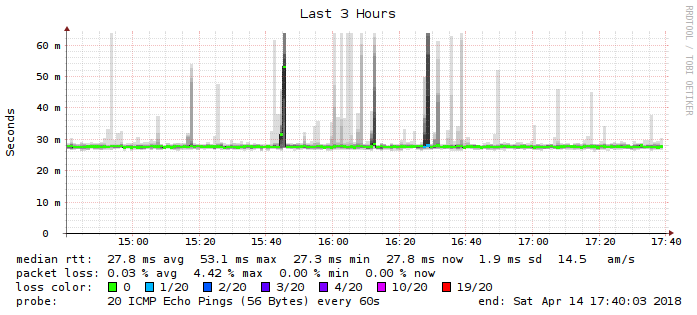 Last 3 Hours
RRDTOOL / TOBI OETIKER
Seconds
60 m
50 m
40 m
30 m
20 m
10 m
0
15:00 15:20 15:40 16:00 16:20 16:40 17:00 17:20 17:40
median rtt: 27.8 ms avg 53.1 ms max 27.3 ms min 27.8 ms now 1.9 ms sd 14.5 am/s
packet loss: 0.03 % avg 4.42 % max 0.00 % min 0.00 % now
loss color: 0 1/20 2/20 3/20 4/20 10/20 19/20
probe: 20 ICMP Echo Pings (56 Bytes) every 60s end: Sat Apr 14 17:40:03 2018